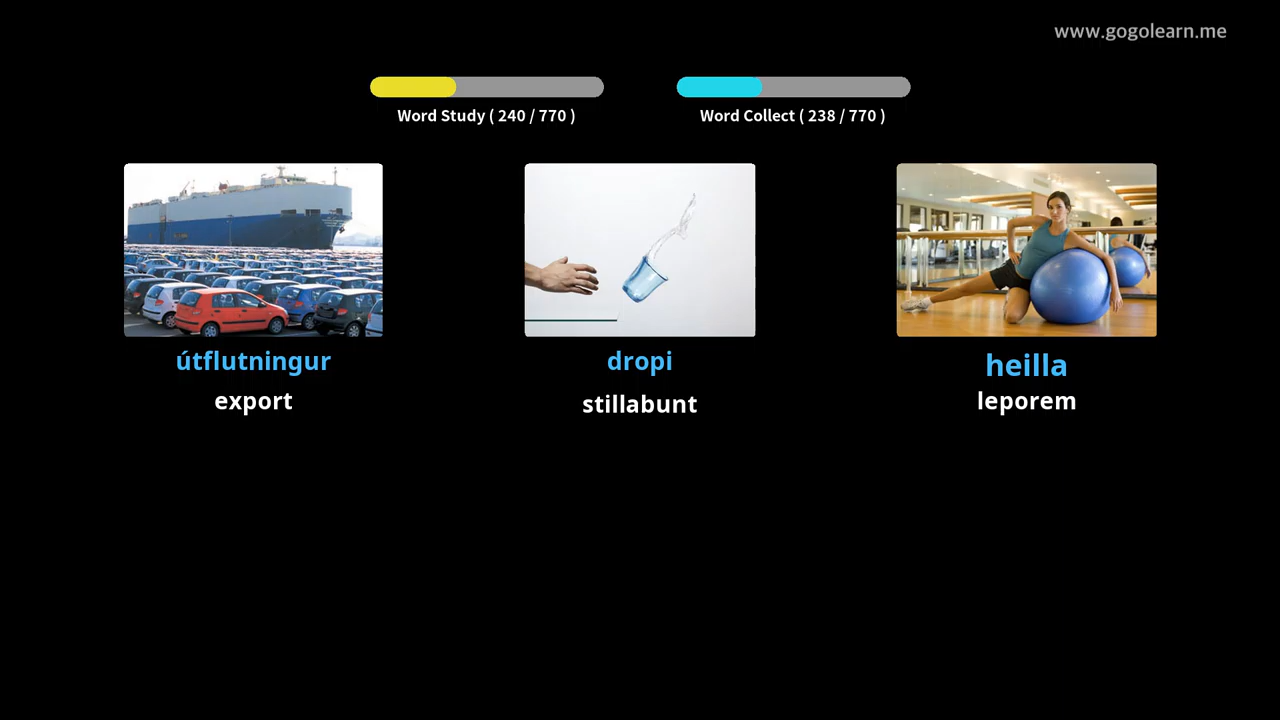 www.gogolearn.me
Word Study ( 240 / 770 )
Word Collect ( 238 / 770 )
útflutningur
dropi
heilla
export
stillabunt
leporem